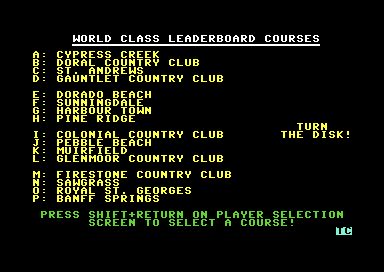 WORLD CLASS LEADERBOARD COURSES
A: CYPRESS CREEK
B: DORAL COUNTRY CLUB
C: ST. ANDREWS
D: GAUNTLET COUNTRY CLUB
E: DORADO BEACH
F: SUNNINGDALE
G: HARBOUR TOWN
H: PINE RIDGE
TURN
I: COLONIAL COUNTRY CLUB THE DISK!
J: PEBBLE BEACH
K: MUIRFIELD
L: GLENMOOR COUNTRY CLUB
M: FIRESTONE COUNTRY CLUB
N: SAWGRASS
O: ROYAL ST. GEORGES
P: BANFF SPRINGS
PRESS SHIFT+RETURN ON PLAYER SELECTION
SCREEN TO SELECT A COURSE!
TC